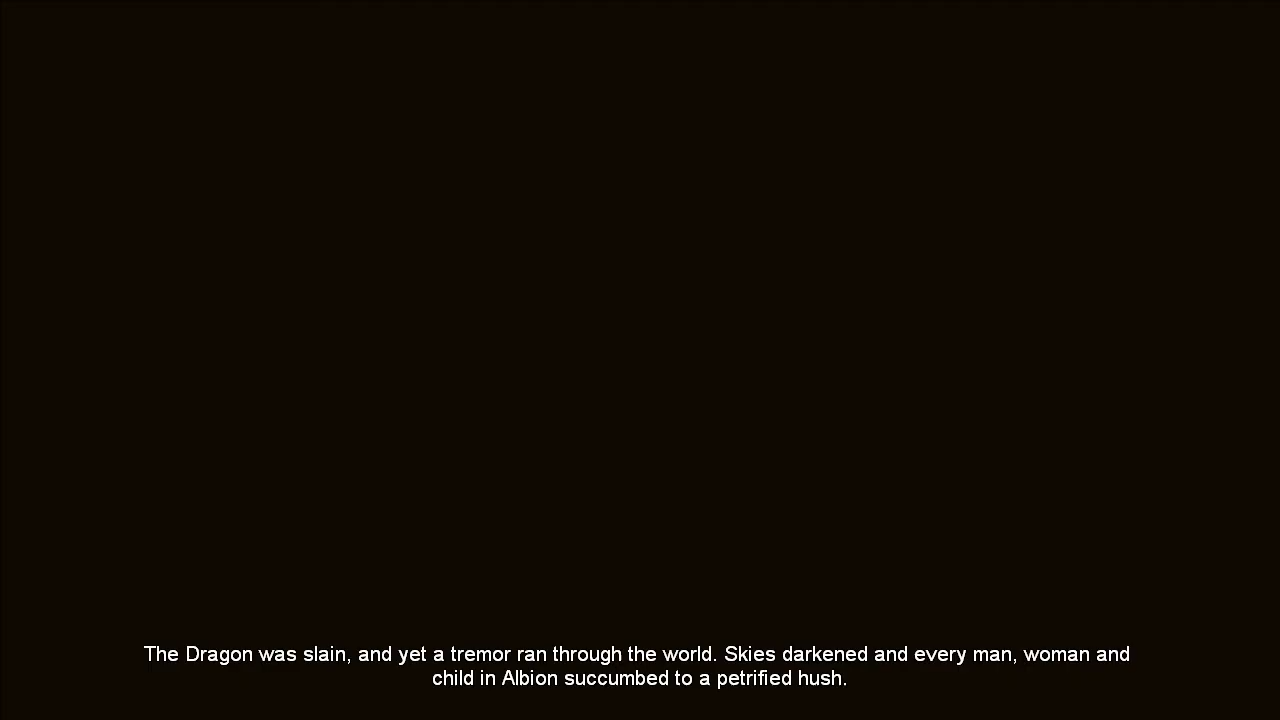 The Dragon was slain, and yet a tremor ran through the world. Skies darkened and every man, woman and
child in Albion succumbed to a petrified hush.